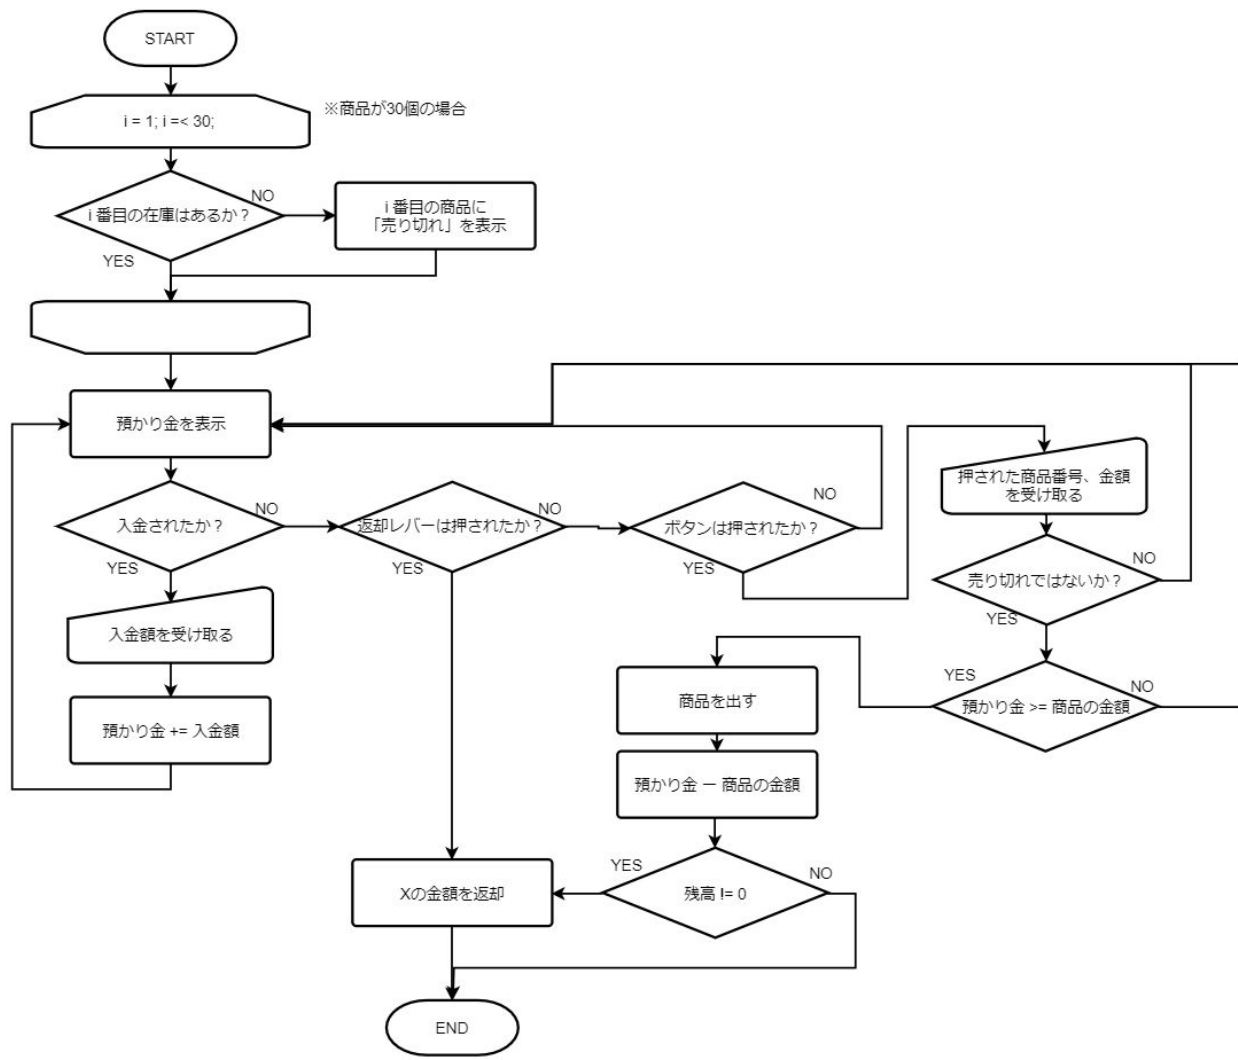 START
i = 1; i =< 30;
※商品が30個の場合
i 番目の在庫はあるか?
NO
i 番目の商品に
「売り切れ」を表示
YES
預かり金を表示
入金されたか?
NO
YES
返却レバーは押されたか?
NO
YES
ボタンは押されたか?
NO
YES
押された商品番号、金額
を受け取る
売り切れではないか?
NO
YES
入金額を受け取る
預かり金 += 入金額
預かり金 >= 商品の金額
YES
NO
商品を出す
預かり金 ー 商品の金額
残高 != 0
YES
NO
Xの金額を返却
END